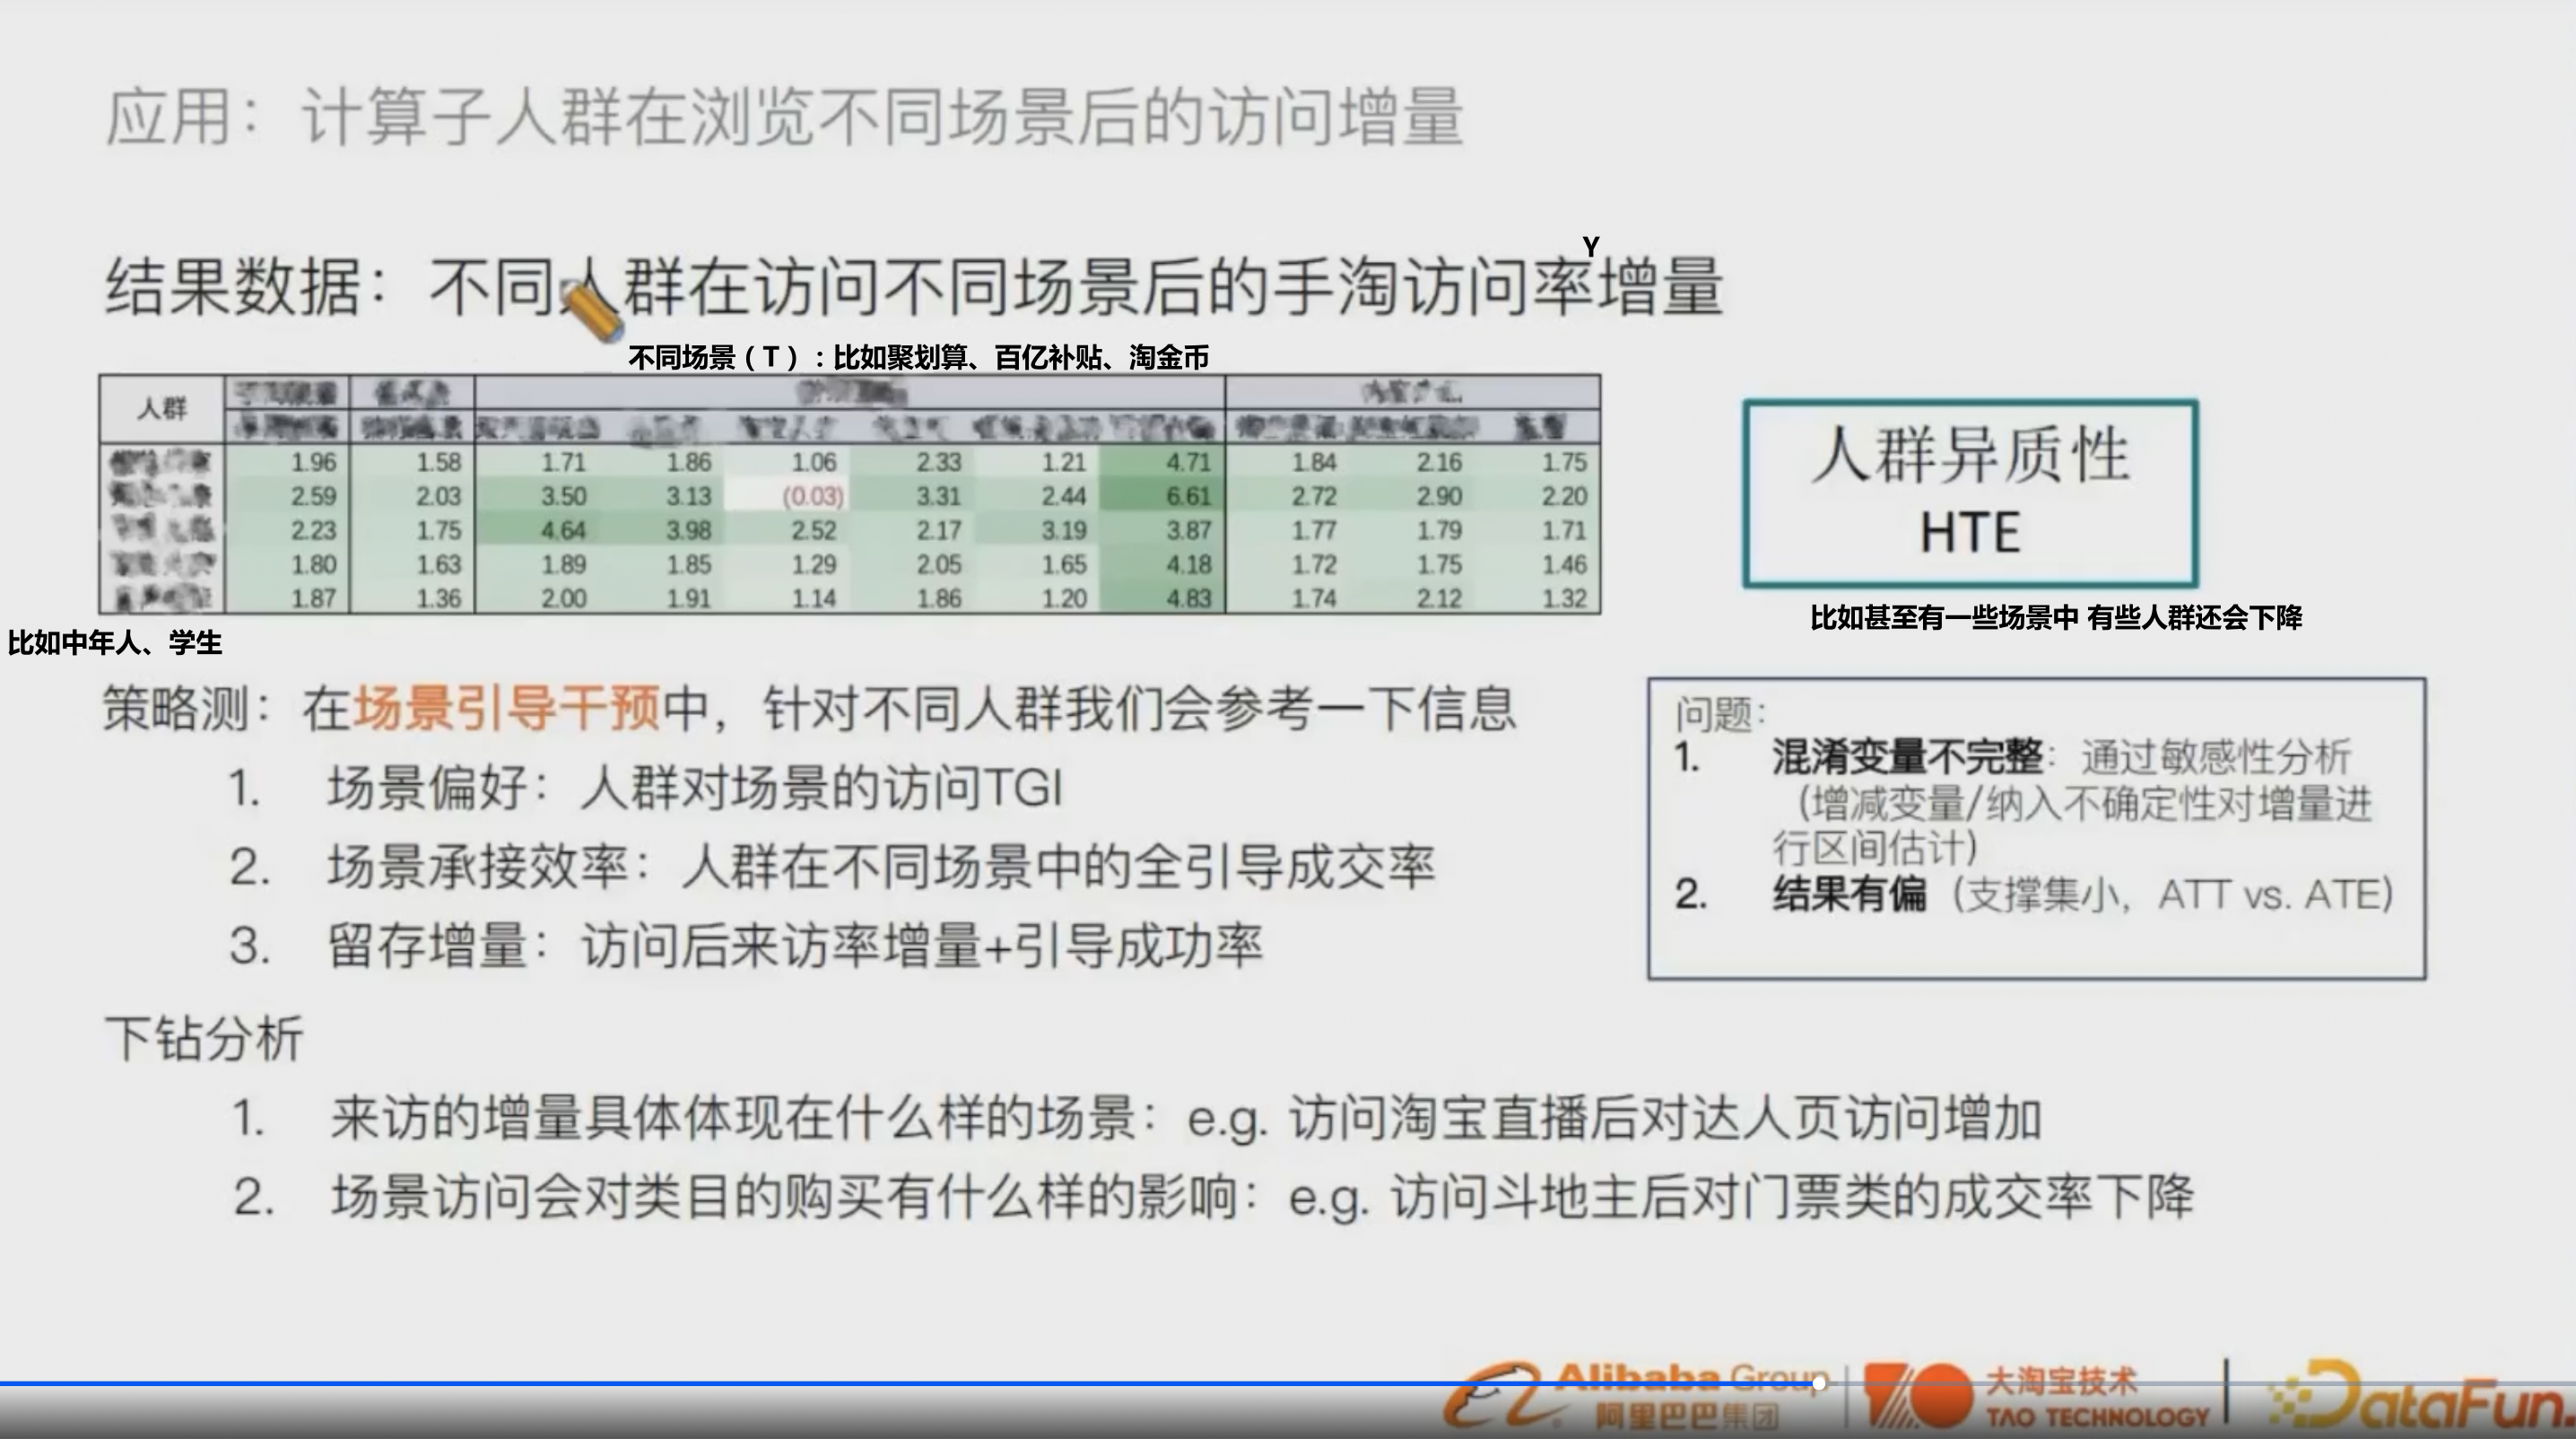 应用：计算子人群在浏览不同场景后的访问增量
Y
结果数据：不同人群在访问不同场景后的手淘访问率增量
不同场景（T）：比如聚划算、百亿补贴、淘金币
人群
1.96 1.58 1.71 1.86 1.06 2.33 1.21 4.71 1.84 2.16 1.75
2.59 2.03 3.50 3.13 (0.03) 3.31 2.44 6.61 2.72 2.90 2.20
2.23 1.75 4.64 3.98 2.52 2.17 3.19 3.87 1.77 1.79 1.71
1.80 1.63 1.89 1.85 1.29 2.05 1.65 4.18 1.72 1.75 1.46
1.87 1.36 2.00 1.91 1.14 1.86 1.20 4.83 1.74 2.12 1.32
人群异质性
HTE
比如甚至有一些场景中 有些人群还会下降
比如中年人、学生
策略测：在场景引导干预中，针对不同人群我们会参考一下信息
1. 场景偏好：人群对场景的访问TGI
2. 场景承接效率：人群在不同场景中的全引导成交率
3. 留存增量：访问后来访率增量+引导成功率
问题：
1. 混淆变量不完整：通过敏感性分析
（增减变量/纳入不确定性对增量进
行区间估计）
2. 结果有偏（支撑集小，ATT vs. ATE）
下钻分析
1. 来访的增量具体体现在什么样的场景：e.g. 访问淘宝直播后对达人页访问增加
2. 场景访问会对类目的购买有什么样的影响：e.g. 访问斗地主后对门票类的成交率下降
Alibaba Group
阿里巴巴集团
大淘宝技术
TAO TECHNOLOGY
DataFun.